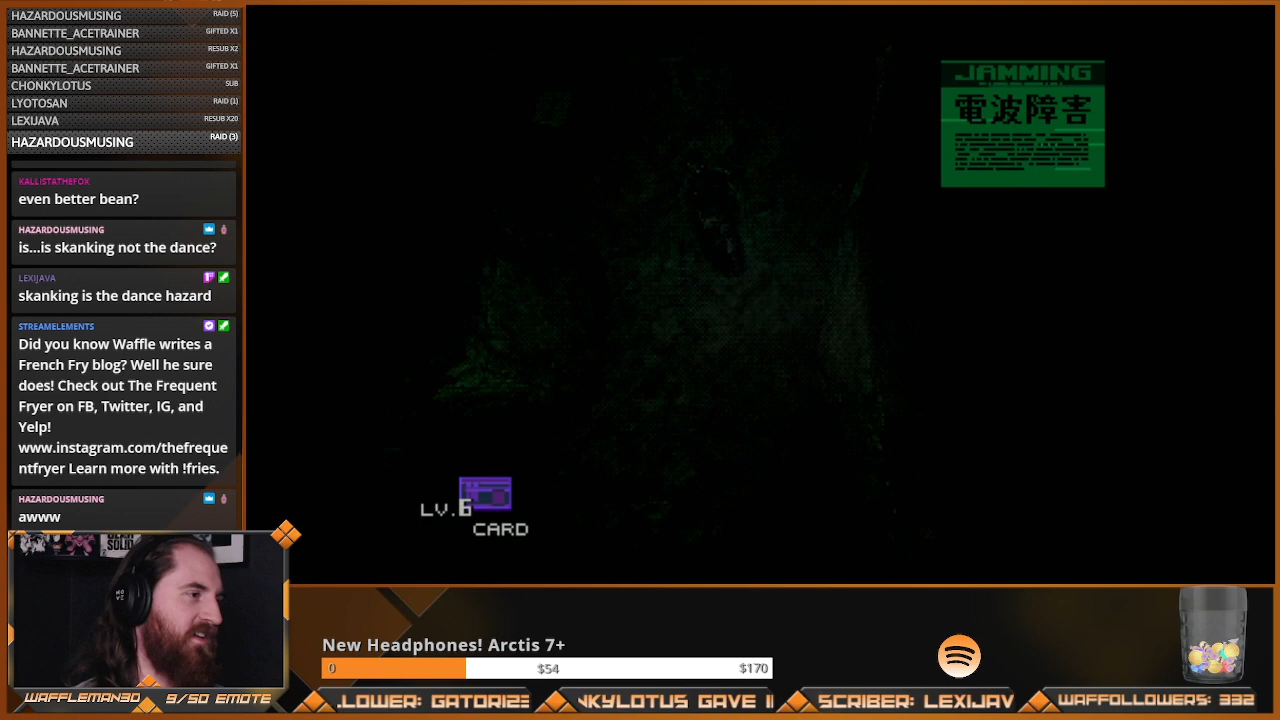 HAZARDOUSMUSING RAID (5)
BANNETTE_ACETRAINER GIFTED X1
HAZARDOUSMUSING RESUB X2
BANNETTE_ACETRAINER GIFTED X1
CHONKYLOTUS SUB
LYOTOSAN RAID (1)
LEXIJAVA RESUB X20
HAZARDOUSMUSING RAID (3)
KALLISTATHEFOX
even better bean?
HAZARDOUSMUSING
is...is skanking not the dance?
LEXIJAVA
skanking is the dance hazard
STREAMELEMENTS
Did you know Waffle writes a
French Fry blog? Well he sure
does! Check out The Frequent
Fryer on FB, Twitter, IG, and
Yelp!
www.instagram.com/thefreque
ntfryer Learn more with !fries.
HAZARDOUSMUSING
awww
JAMMING
電波障害
LV.6
CARD
SOLID
New Headphones! Arctis 7+
0 $54 $170
WAFFLEMAN3D 9/50 EMOTE
.LOWER: GATORIZE
NKYLOTUS GAVE
SCRIBER: LEXIJAV
WAFFOLLOWERS: 332